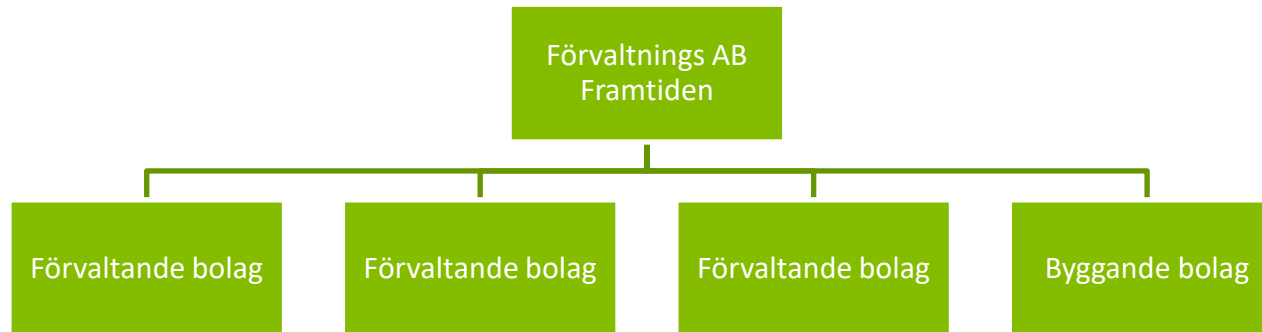 Förvaltnings AB
Framtiden
Förvaltande bolag
Förvaltande bolag
Förvaltande bolag
Byggande bolag